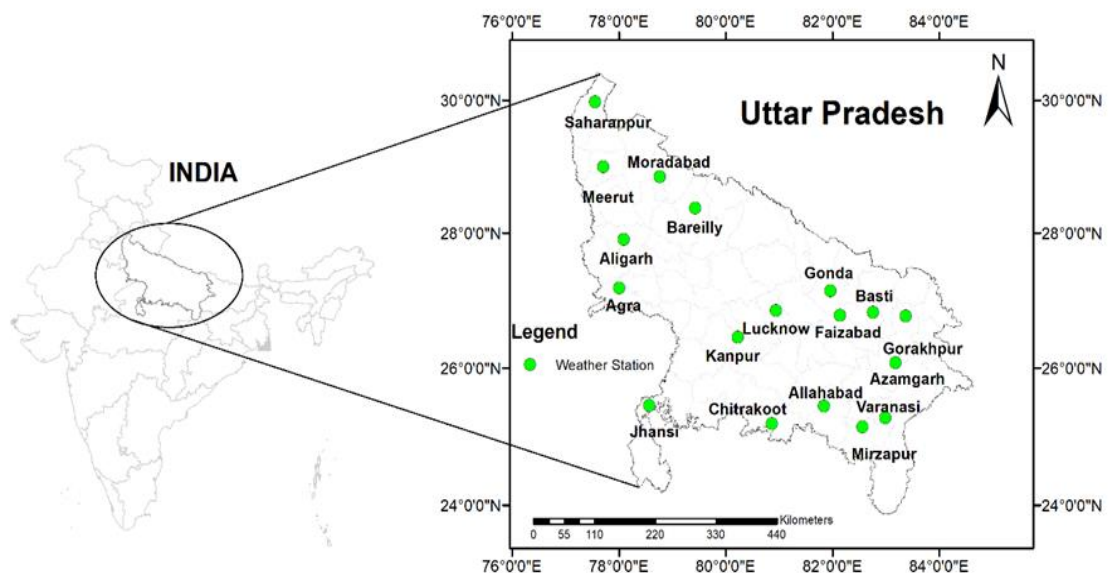 76°0'0"E 78°0'0"E 80°0'0"E 82°0'0"E 84°0'0"E
N
30°0'0"N 30°0'0"N
Uttar Pradesh
Saharanpur
INDIA
Moradabad
Meerut
Bareilly
28°0'0"N 28°0'0"N
Aligarh
Gonda
Agra
Basti
Legend
Lucknow
Faizabad
Kanpur
Gorakhpur
Weather Station
26°0'0"N 26°0'0"N
Azamgarh
Allahabad
Chitrakoot
Varanasi
Jhansi
Mirzapur
24°0'0"N 24°0'0"N
Kilometers
0 55 110 220 330 440
76°0'0"E 78°0'0"E 80°0'0"E 82°0'0"E 84°0'0"E